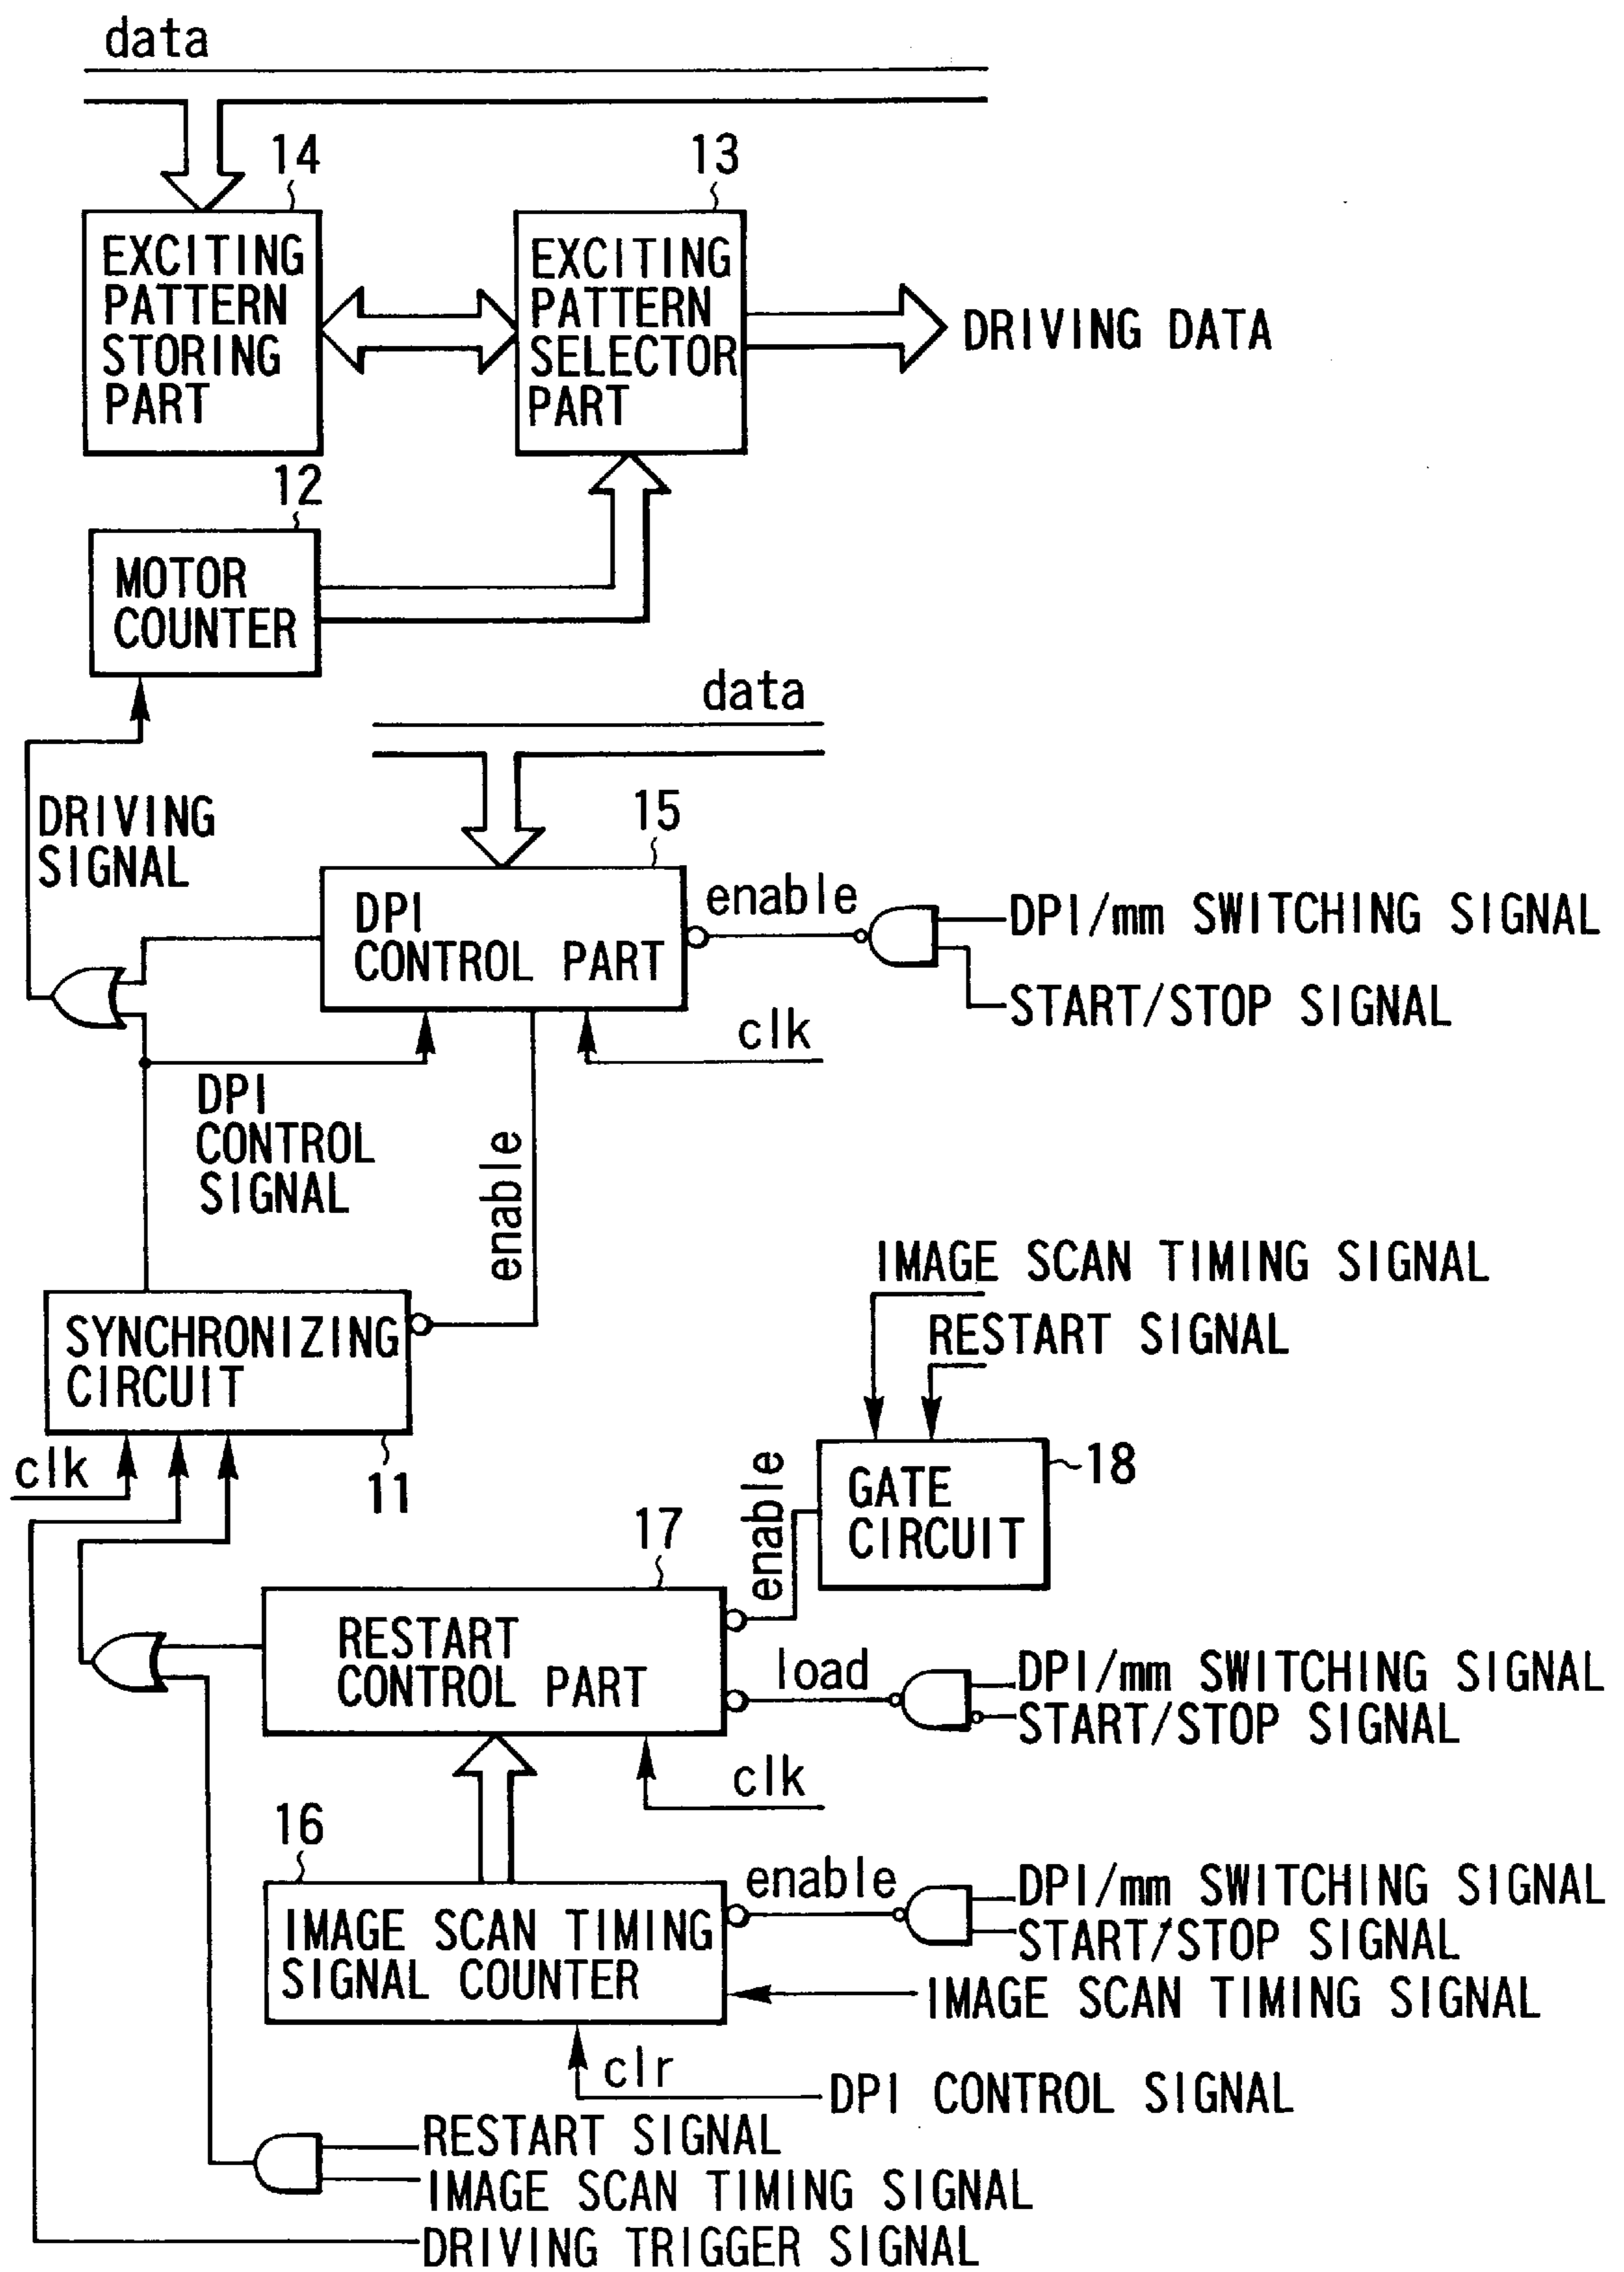 data
14
13
EXCITING
PATTERN
STORING
PART
EXCITING
PATTERN
SELECTOR
PART
DRIVING DATA
12
MOTOR
COUNTER
data
DRIVING
SIGNAL
15
DPI
CONTROL PART
enable
DPI/mm SWITCHING SIGNAL
START/STOP SIGNAL
clk
DPI
CONTROL
SIGNAL
enable
IMAGE SCAN TIMING SIGNAL
RESTART SIGNAL
SYNCHRONIZING
CIRCUIT
clk
11
enable
GATE
CIRCUIT
18
17
RESTART
CONTROL PART
load
DPI/mm SWITCHING SIGNAL
START/STOP SIGNAL
clk
16
enable
DPI/mm SWITCHING SIGNAL
START/STOP SIGNAL
IMAGE SCAN TIMING
SIGNAL COUNTER
IMAGE SCAN TIMING SIGNAL
clr
DPI CONTROL SIGNAL
RESTART SIGNAL
IMAGE SCAN TIMING SIGNAL
DRIVING TRIGGER SIGNAL